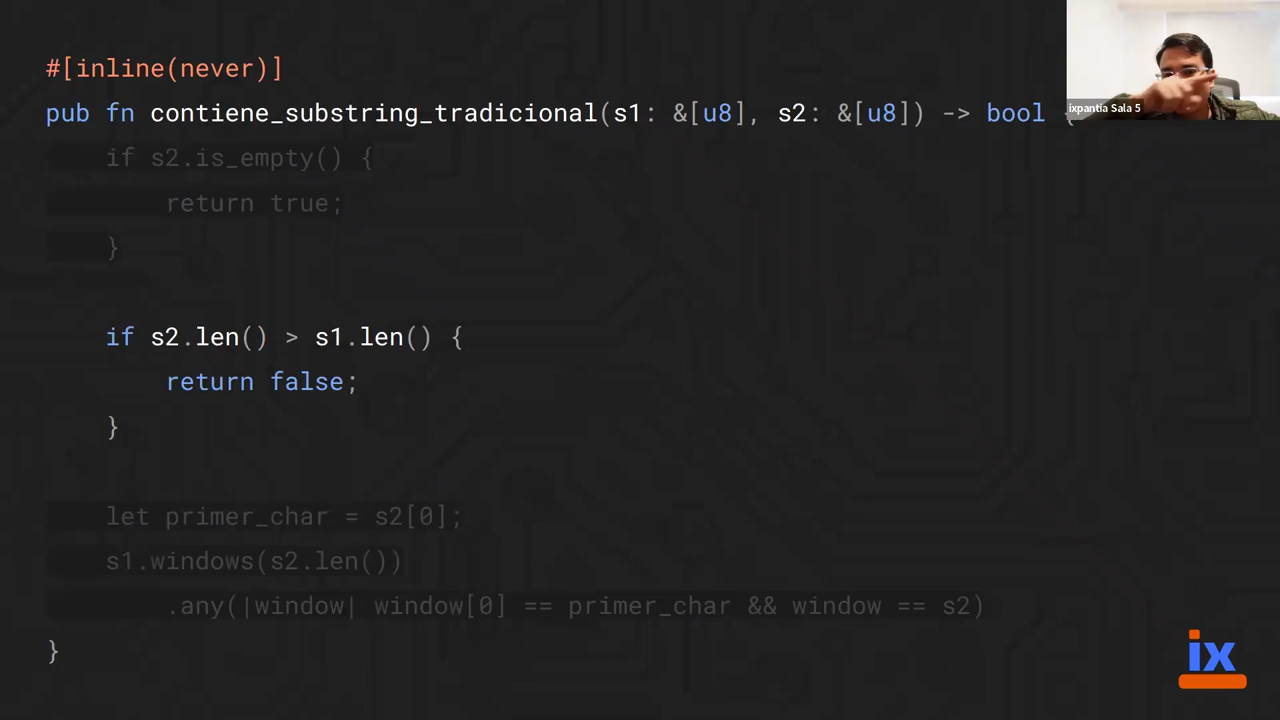 #[inline(never)]
pub fn contiene_substring_tradicional(s1: &[u8], s2: &[u8]) -> bool {
ixpantia Sala 5
if s2.is_empty() {
return true;
}
if s2.len() > s1.len() {
return false;
}
let primer_char = s2[0];
s1.windows(s2.len())
.any(|window| window[0] == primer_char && window == s2)
}
ix